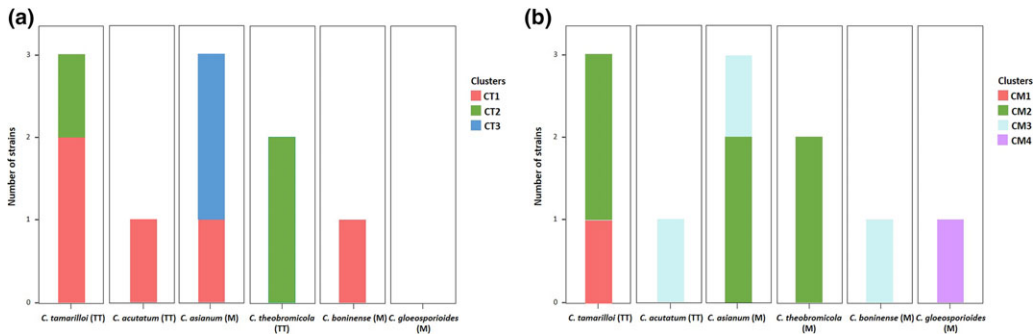 (a)
Number of strains
3
2
1
0
C. tamarilloi (TT)
C. acutatum (TT)
C. asianum (M)
C. theobromicola
(TT)
C. boninense (M)
C. gloeosporioides
(M)
Clusters
CT1
CT2
CT3
(b)
Number of strains
3
2
1
0
C. tamarilloi (TT)
C. acutatum (TT)
C. asianum (M)
C. theobromicola
(M)
C. boninense (M)
C. gloeosporioides
(M)
Clusters
CM1
CM2
CM3
CM4